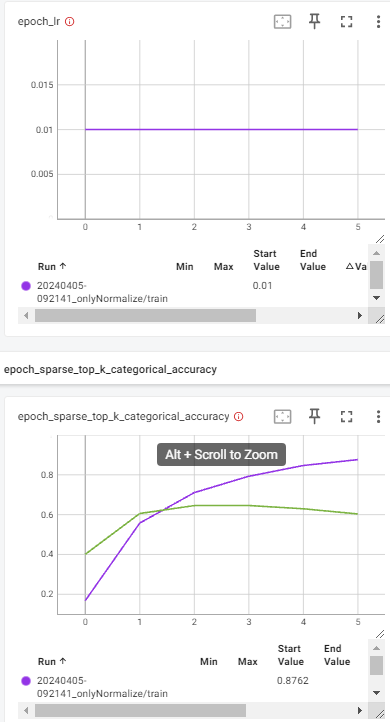 epoch_lr
0.015
0.01
0.005
0 1 2 3 4 5
Start End
Run ↑ Min Max Value Value △Va
20240405- 0.01
092141_onlyNormalize/train
epoch_sparse_top_k_categorical_accuracy
epoch_sparse_top_k_categorical_accuracy
Alt + Scroll to Zoom
0.8
0.6
0.4
0.2
0 1 2 3 4 5
Start End
Run ↑ Min Max Value Value
20240405- 0.8762
092141_onlyNormalize/train